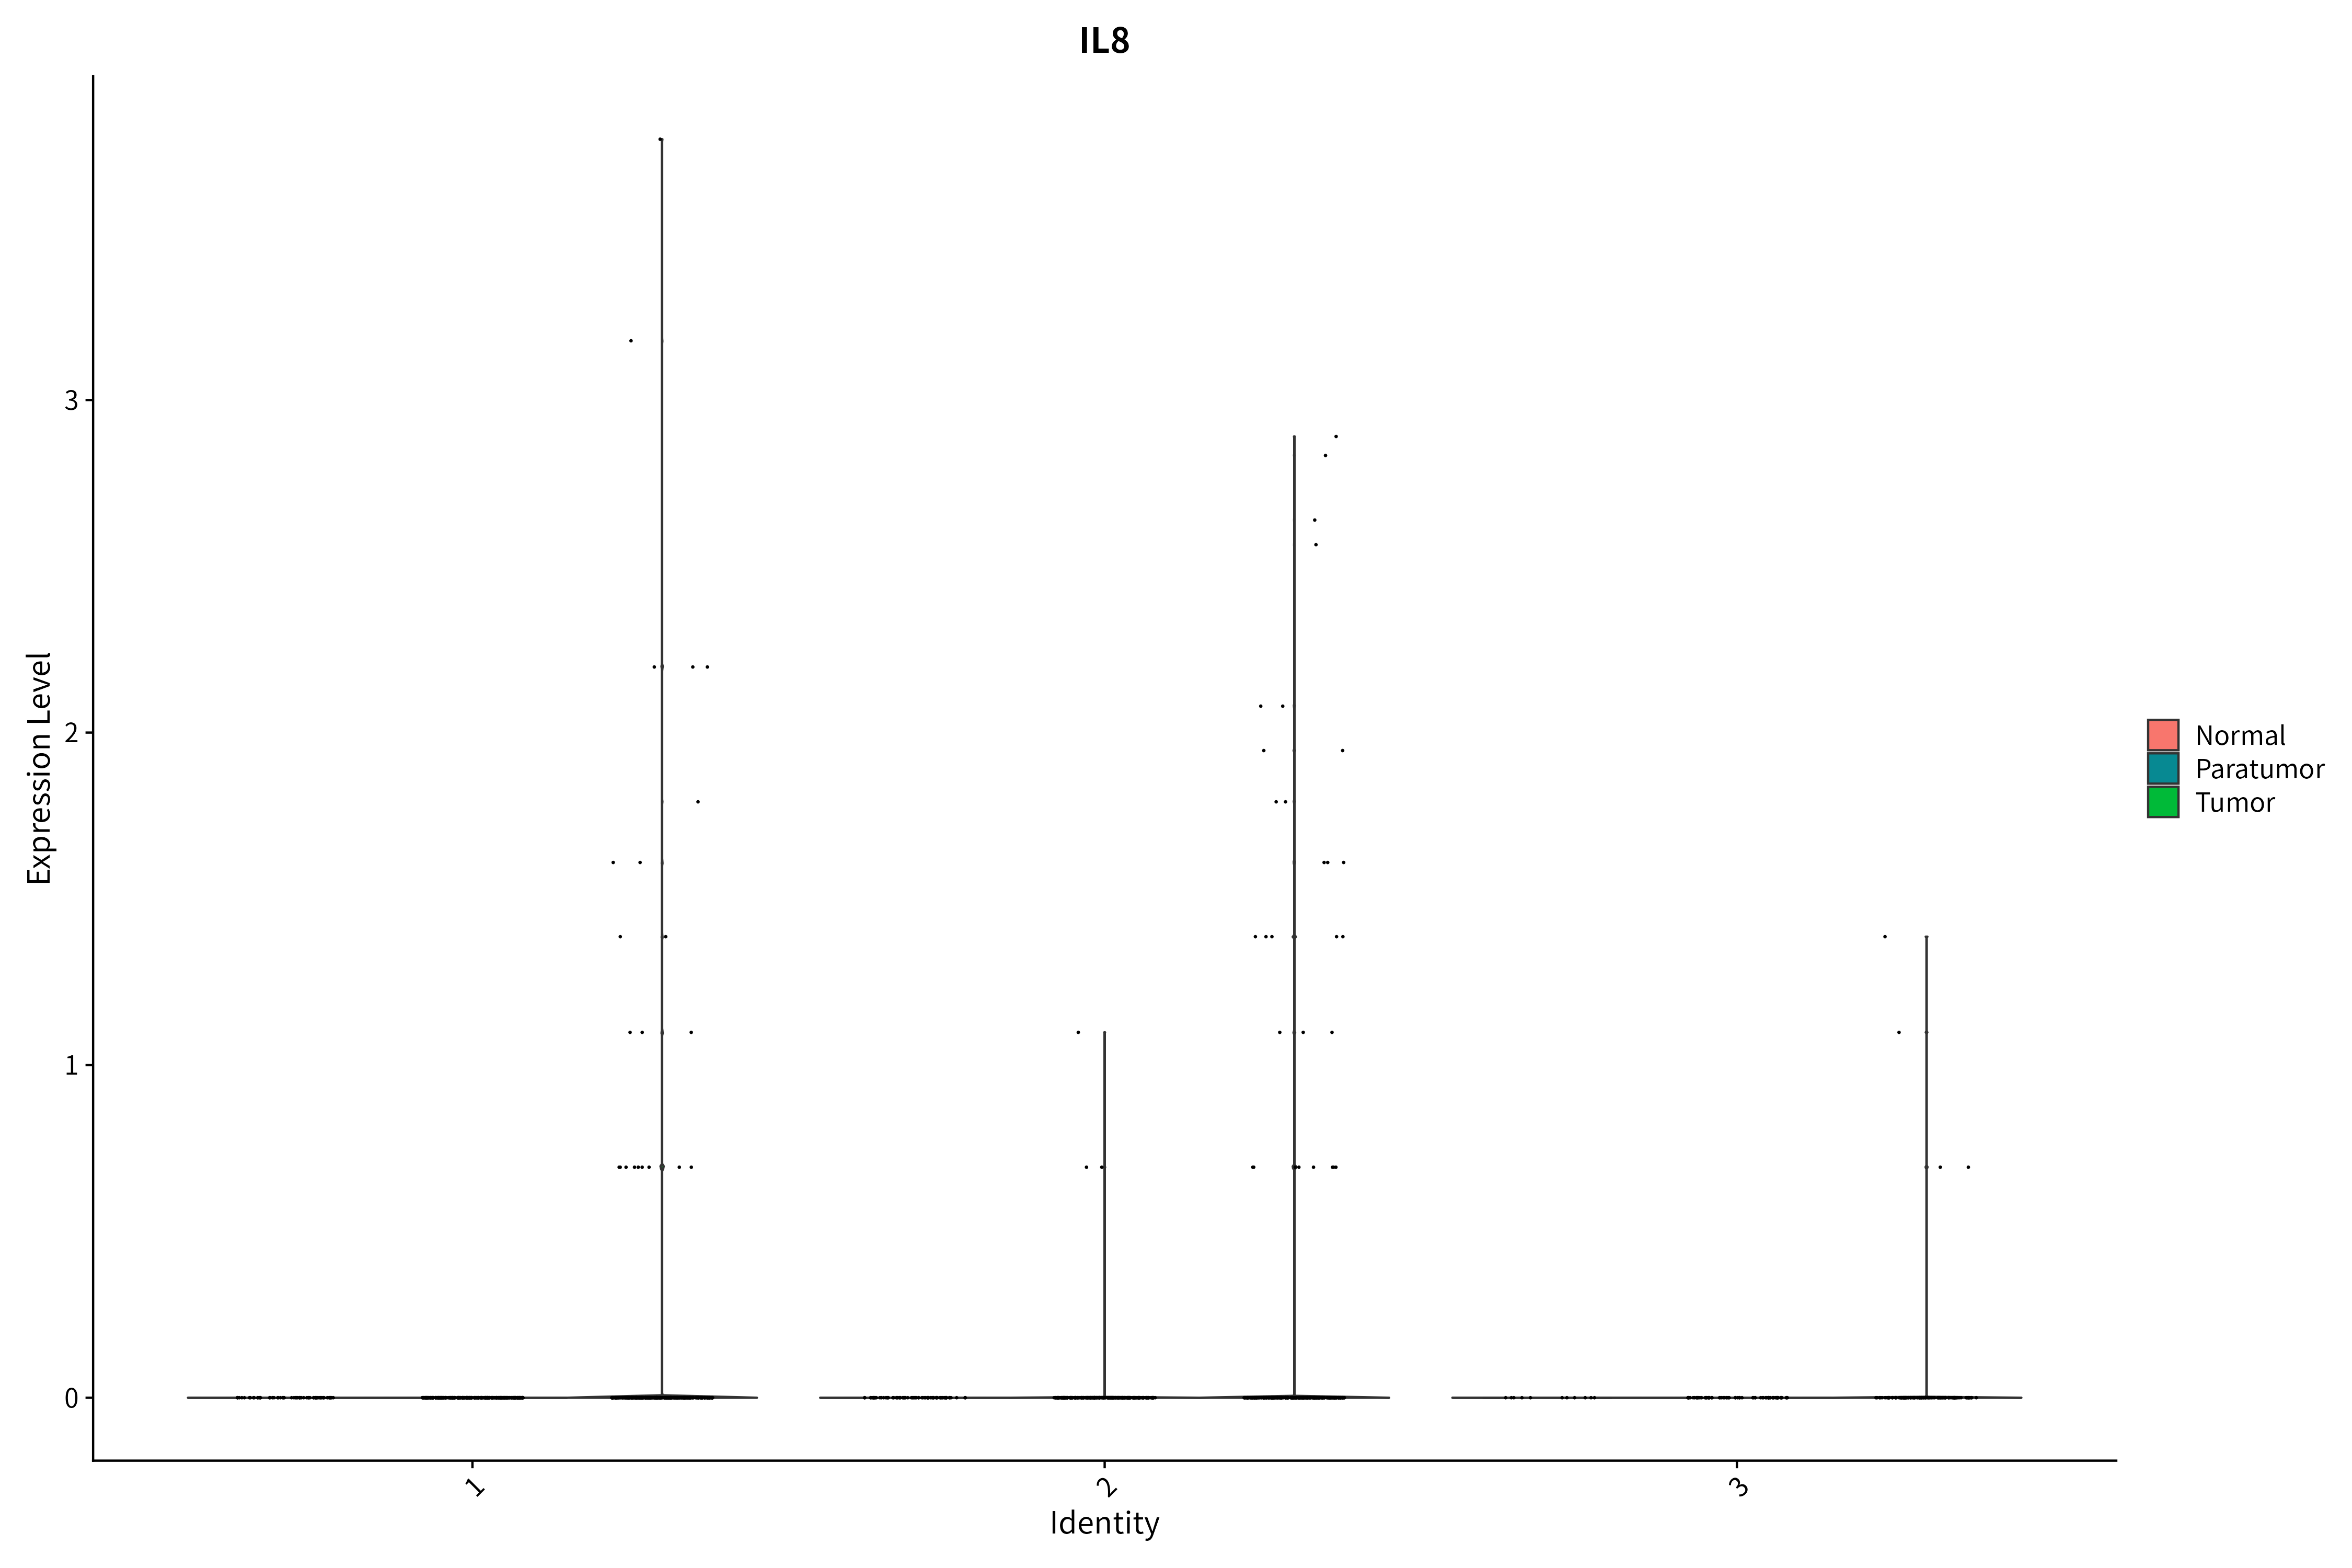 IL8
Expression Level
3
2
1
0
1
2
3
Identity
Normal
Paratumor
Tumor